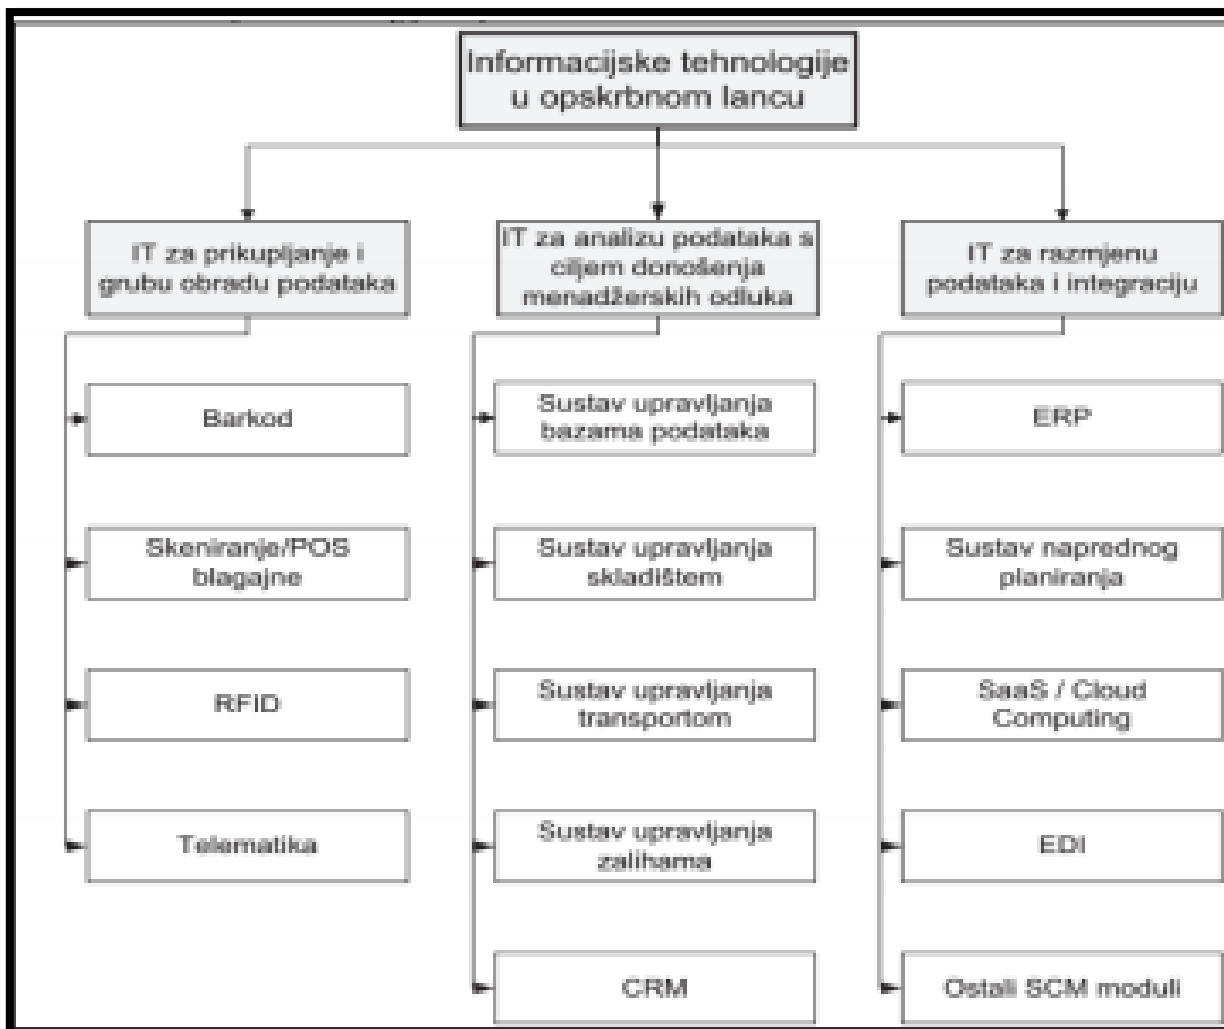 Informacijske tehnologije
u opskrbnom lancu
IT za prikupljanje i
grubu obradu podataka
Barkod
Skeniranje/POS
blagajne
RFID
Telematika
IT za analizu podataka s
ciljem donošenja
menadžerskih odluka
Sustav upravljanja
bazama podataka
Sustav upravljanja
skladištem
Sustav upravljanja
transportom
Sustav upravljanja
zalihama
CRM
IT za razmjenu
podataka i integraciju
ERP
Sustav naprednog
planiranja
SaaS / Cloud
Computing
EDI
Ostali SCM moduli